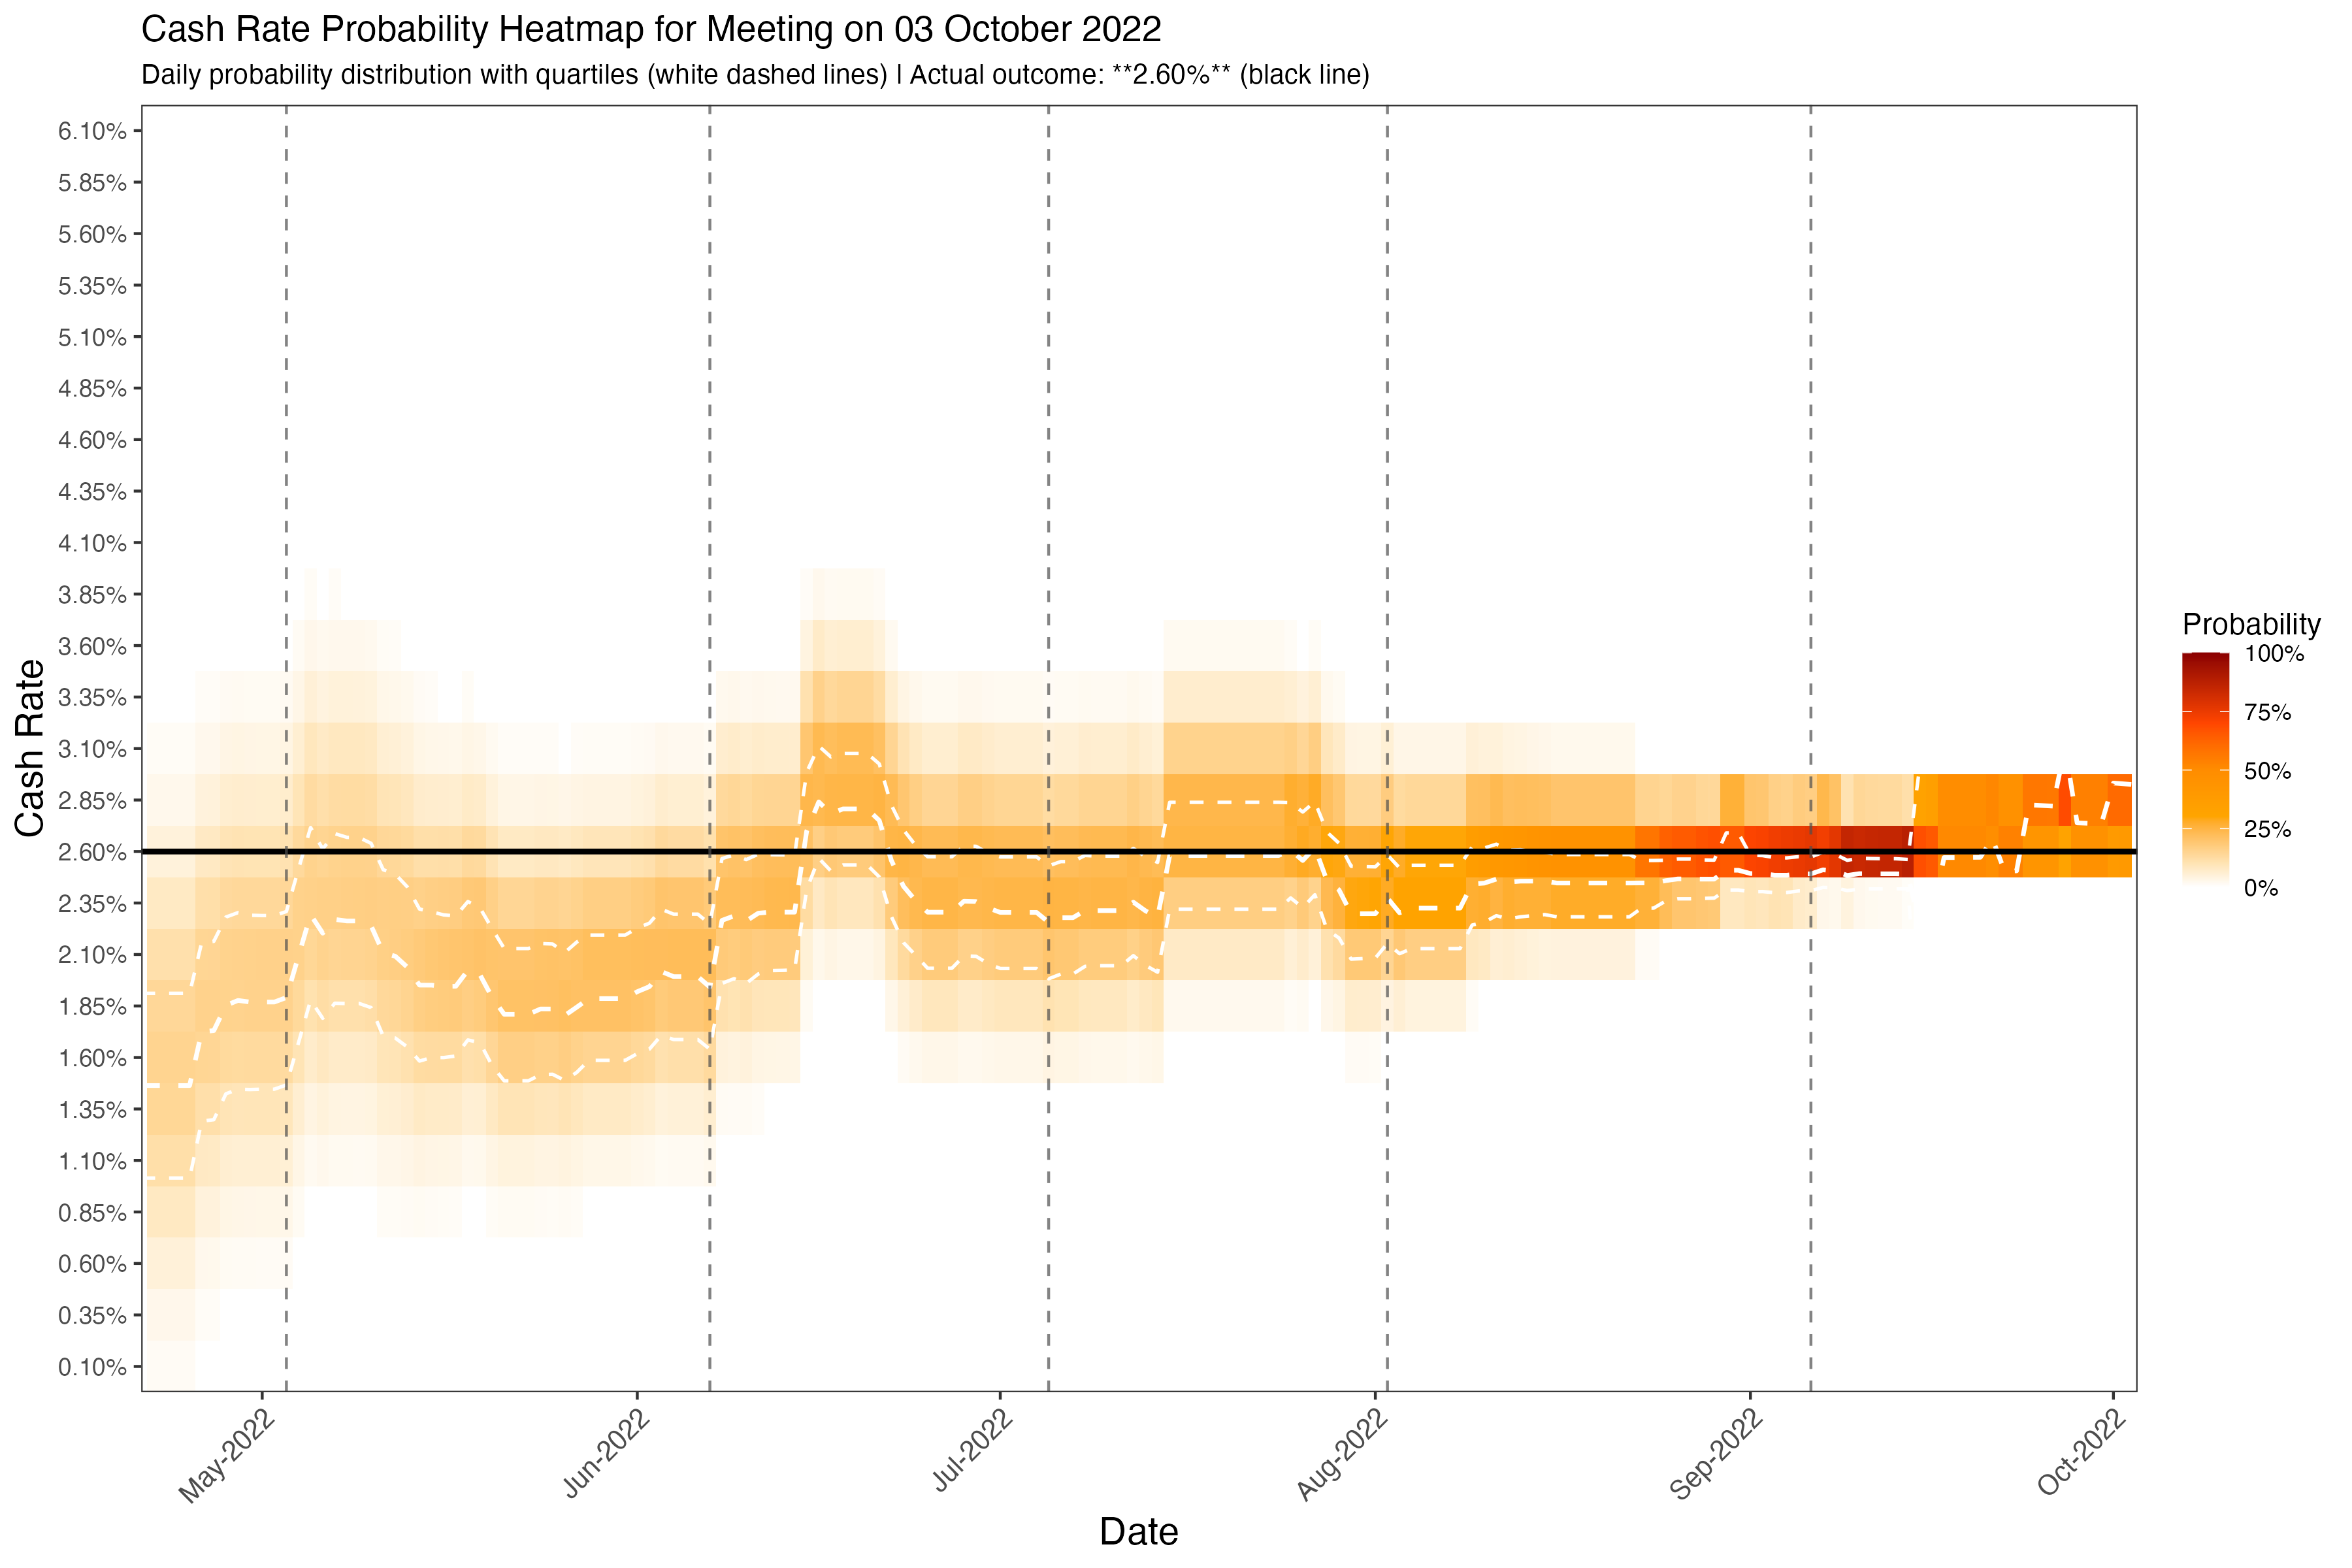 Cash Rate Probability Heatmap for Meeting on 03 October 2022
Daily probability distribution with quartiles (white dashed lines) | Actual outcome: **2.60%** (black line)
Cash Rate
6.10%
5.85%
5.60%
5.35%
5.10%
4.85%
4.60%
4.35%
4.10%
3.85%
3.60%
3.35%
3.10%
2.85%
2.60%
2.35%
2.10%
1.85%
1.60%
1.35%
1.10%
0.85%
0.60%
0.35%
0.10%
May-2022
Jun-2022
Jul-2022
Aug-2022
Sep-2022
Oct-2022
Date
Probability
100%
75%
50%
25%
0%